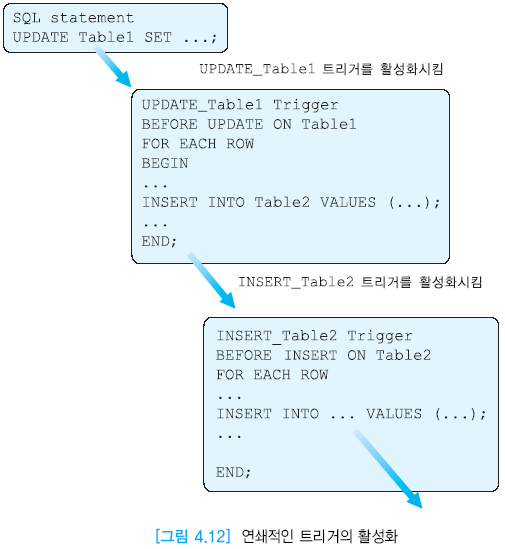 SQL statement
UPDATE Table1 SET ...;
UPDATE_Table1 트리거를 활성화시킴
UPDATE_Table1 Trigger
BEFORE UPDATE ON Table1
FOR EACH ROW
BEGIN
...
INSERT INTO Table2 VALUES (...);
...
END;
INSERT_Table2 트리거를 활성화시킴
INSERT_Table2 Trigger
BEFORE INSERT ON Table2
FOR EACH ROW
...
INSERT INTO ... VALUES (...);
...
END;
[그림 4.12] 연쇄적인 트리거의 활성화